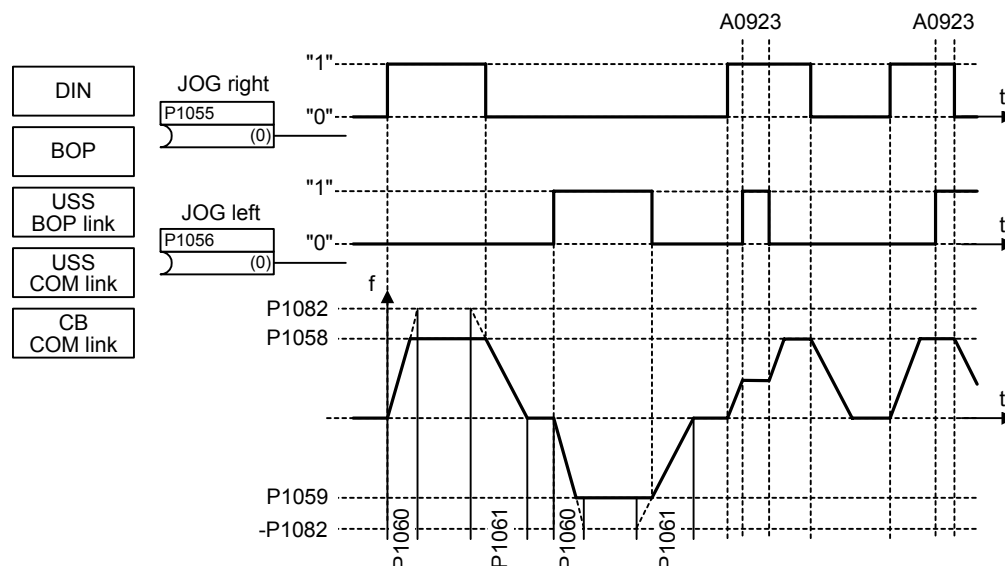 A0923 A0923
DIN
BOP
USS
BOP link
USS
COM link
CB
COM link
JOG right
P1055
(0)
"1"
"0"
t
JOG left
P1056
(0)
"1"
"0"
t
f
P1082
P1058
t
P1059
-P1082
P1060
P1061
P1060
P1061